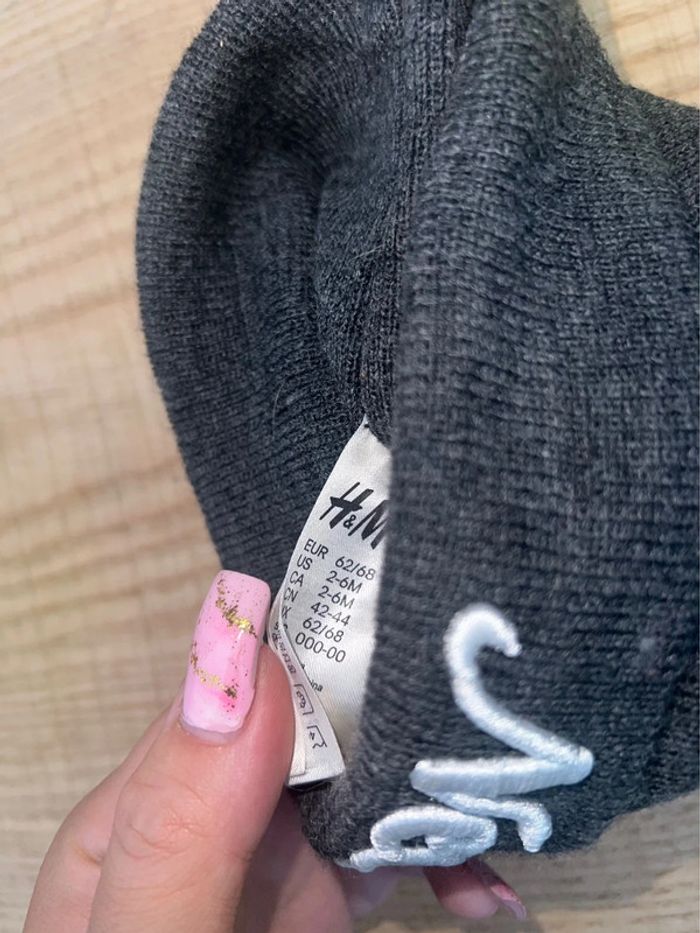 H&M
EUR 62/68
US 2-6M
CA 2-6M
CN 42-44
62/68
000-00